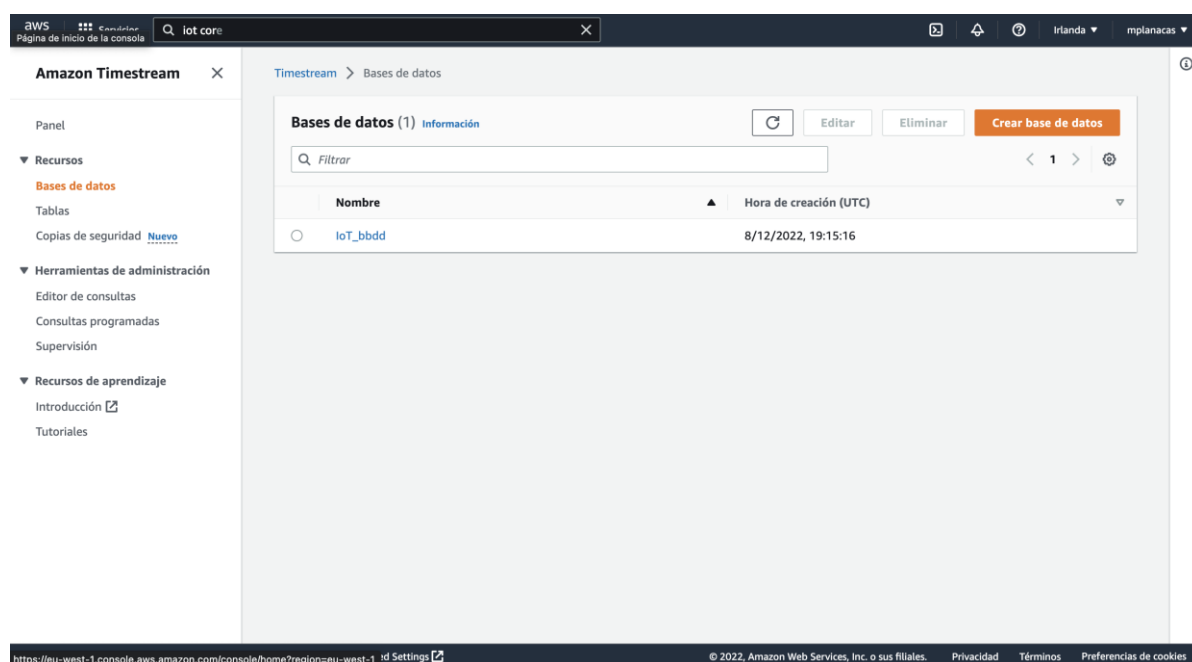 aws Servicios iot core Irlanda mplanacas
Página de inicio de la consola
Amazon Timestream
Timestream > Bases de datos
Panel
Recursos
Bases de datos
Tablas
Copias de seguridad Nuevo
Herramientas de administración
Editor de consultas
Consultas programadas
Supervisión
Recursos de aprendizaje
Introducción
Tutoriales
Bases de datos (1) Información
Editar Eliminar Crear base de datos
Filtrar
1
Nombre Hora de creación (UTC)
IoT_bbdd 8/12/2022, 19:15:16
https://eu-west-1.console.aws.amazon.com/console/home?region=eu-west-1 Settings © 2022, Amazon Web Services, Inc. o sus filiales. Privacidad Términos Preferencias de cookies